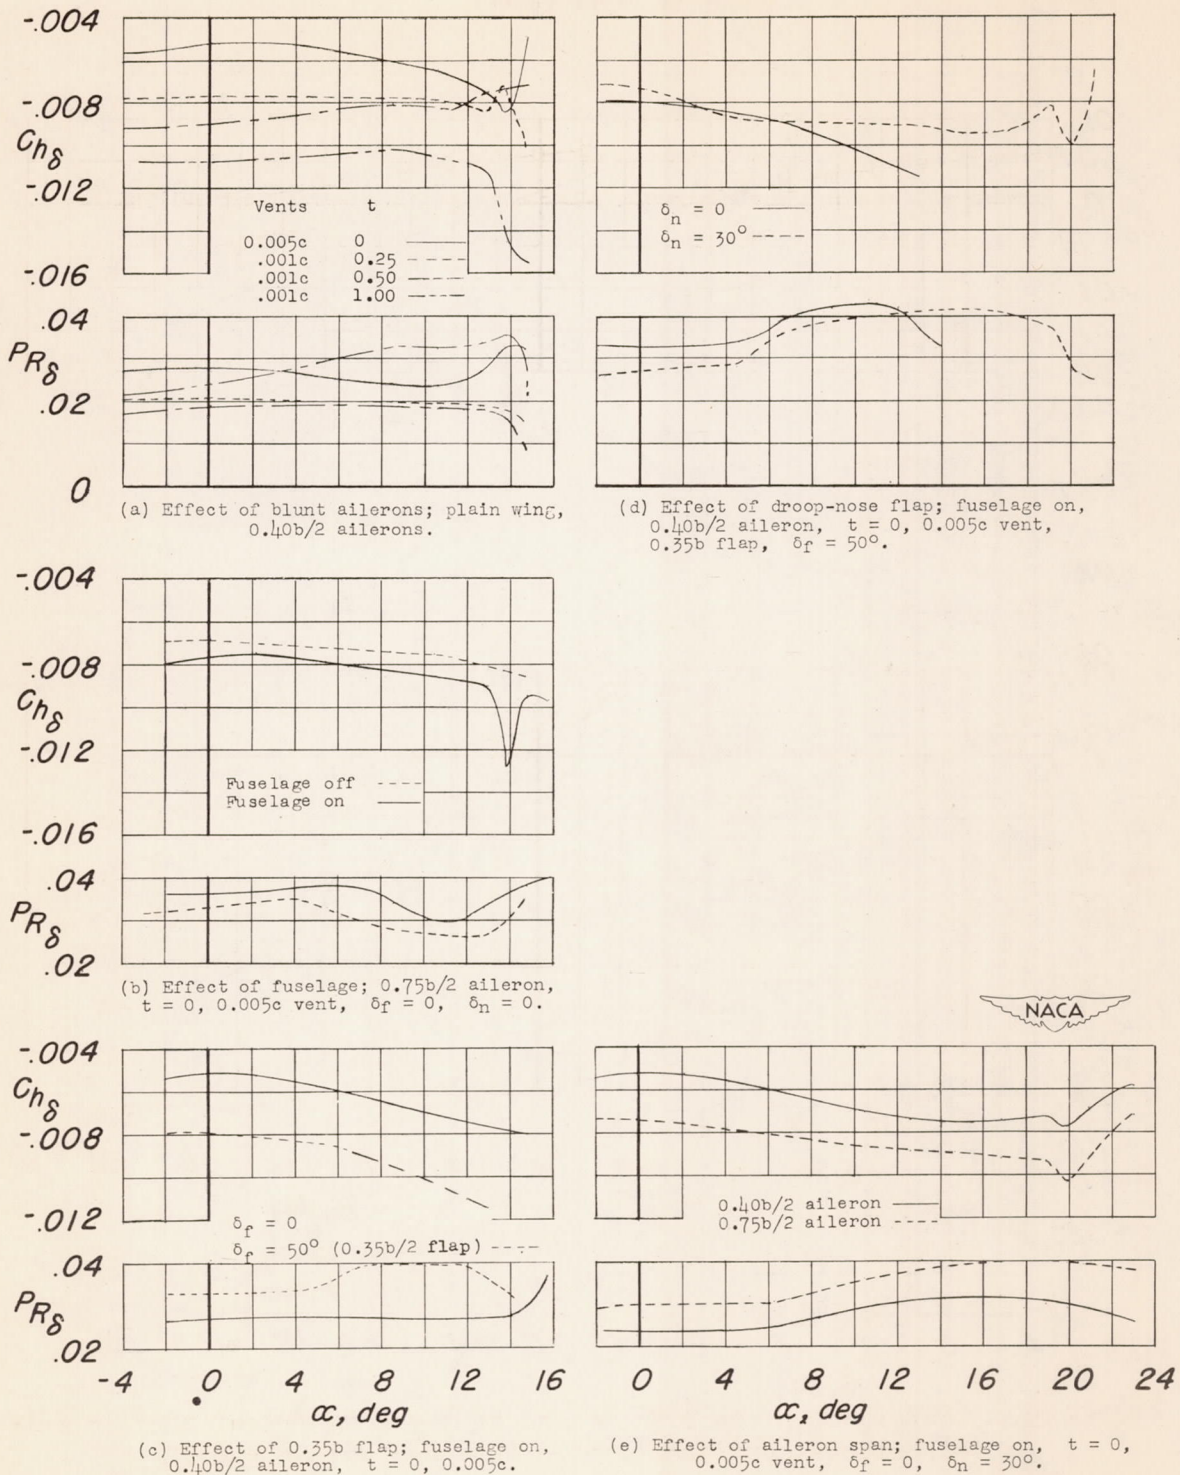 -.004
-.008
Chδ
-.012
-.016
Vents t
0.005c 0
.001c 0.25
.001c 0.50
.001c 1.00
.04
PRδ
.02
0
(a) Effect of blunt ailerons; plain wing,
0.40b/2 ailerons.
δn = 0
δn = 30°
(d) Effect of droop-nose flap; fuselage on,
0.40b/2 aileron, t = 0, 0.005c vent,
0.35b flap, δf = 50°.
-.004
-.008
Chδ
-.012
-.016
Fuselage off
Fuselage on
.04
PRδ
.02
(b) Effect of fuselage; 0.75b/2 aileron,
t = 0, 0.005c vent, δf = 0, δn = 0.
NACA
-.004
Chδ
-.008
-.012
δf = 0
δf = 50° (0.35b/2 flap)
.04
PRδ
.02
-4 0 4 8 12 16
α, deg
(c) Effect of 0.35b flap; fuselage on,
0.40b/2 aileron, t = 0, 0.005c.
0.40b/2 aileron
0.75b/2 aileron
0 4 8 12 16 20 24
α, deg
(e) Effect of aileron span; fuselage on, t = 0,
0.005c vent, δf = 0, δn = 30°.